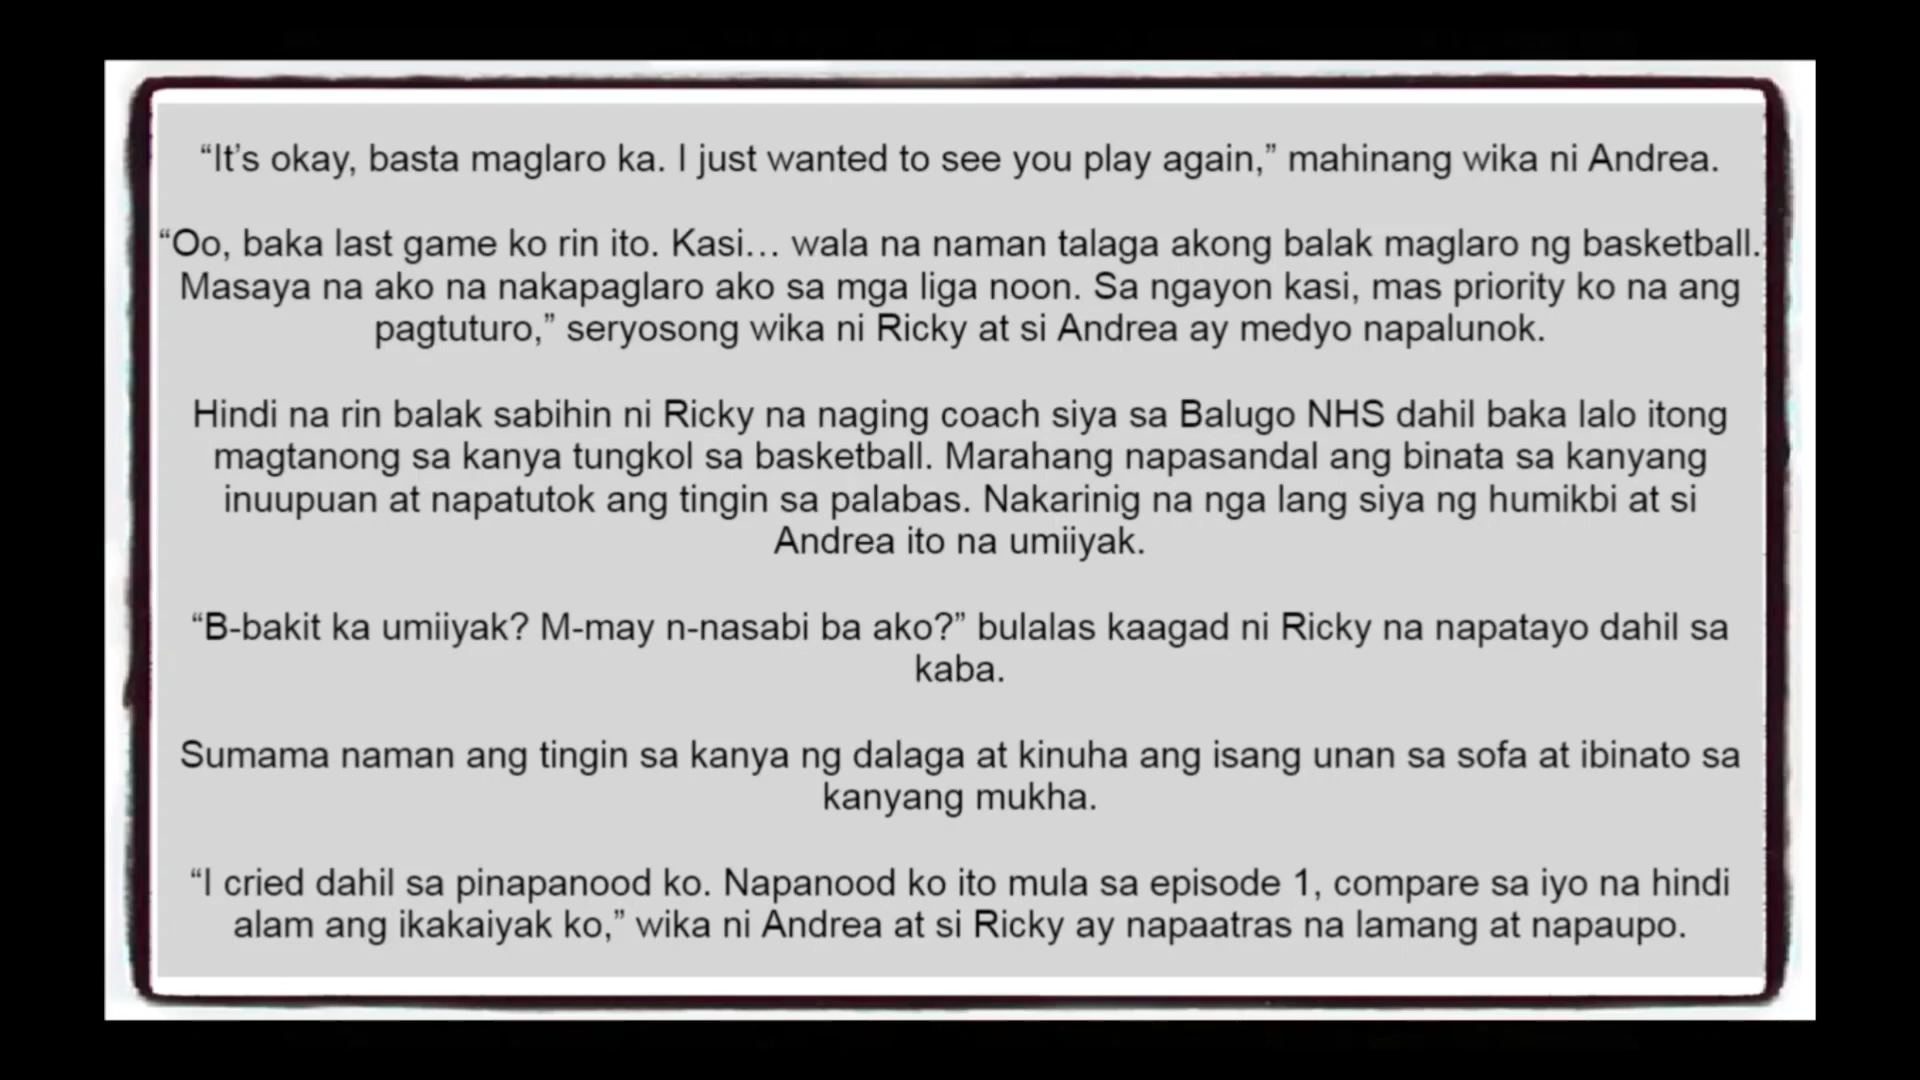 “It’s okay, basta maglaro ka. I just wanted to see you play again,” mahinang wika ni Andrea.
“Oo, baka last game ko rin ito. Kasi… wala na naman talaga akong balak maglaro ng basketball.
Masaya na ako na nakapaglaro ako sa mga liga noon. Sa ngayon kasi, mas priority ko na ang
pagtuturo,” seryosong wika ni Ricky at si Andrea ay medyo napalunok.
Hindi na rin balak sabihin ni Ricky na naging coach siya sa Balugo NHS dahil baka lalo itong
magtanong sa kanya tungkol sa basketball. Marahang napasandal ang binata sa kanyang
inuupuan at napatutok ang tingin sa palabas. Nakarinig na nga lang siya ng humikbi at si
Andrea ito na umiiyak.
“B-bakit ka umiiyak? M-may n-nasabi ba ako?” bulalas kaagad ni Ricky na napatayo dahil sa
kaba.
Sumama naman ang tingin sa kanya ng dalaga at kinuha ang isang unan sa sofa at ibinato sa
kanyang mukha.
“I cried dahil sa pinapanood ko. Napanood ko ito mula sa episode 1, compare sa iyo na hindi
alam ang ikakaiyak ko,” wika ni Andrea at si Ricky ay napaatras na lamang at napaupo.